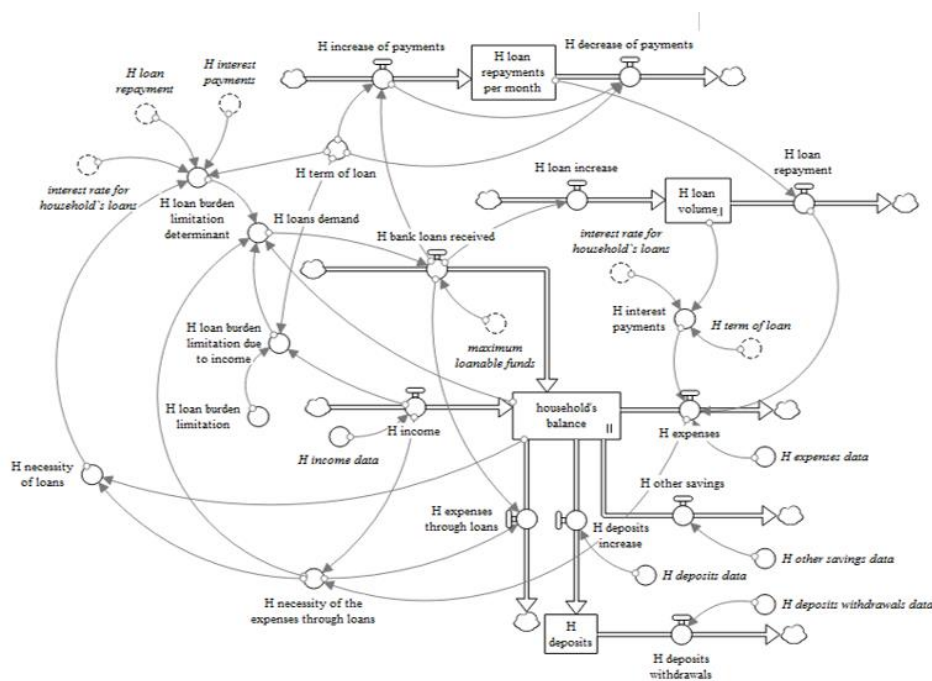 H increase of payments
H decrease of payments
H loan
repayments
per month
H loan
repayment
H interest
payments
interest rate for
household`s loans
H term of loan
H loan burden
limitation
determinant
H loans demand
H loan increase
H loan
volume
H loan
repayment
H bank loans received
interest rate for
household`s loans
H interest
payments
H term of loan
H loan burden
limitation due
to income
maximum
loanable funds
H loan burden
limitation
H income
H income data
household's
balance
H expenses
H expenses data
H necessity
of loans
H other savings
H expenses
through loans
H deposits
increase
H other savings data
H deposits data
H necessity of the
expenses through loans
H
deposits
H deposits withdrawals data
H deposits
withdrawals